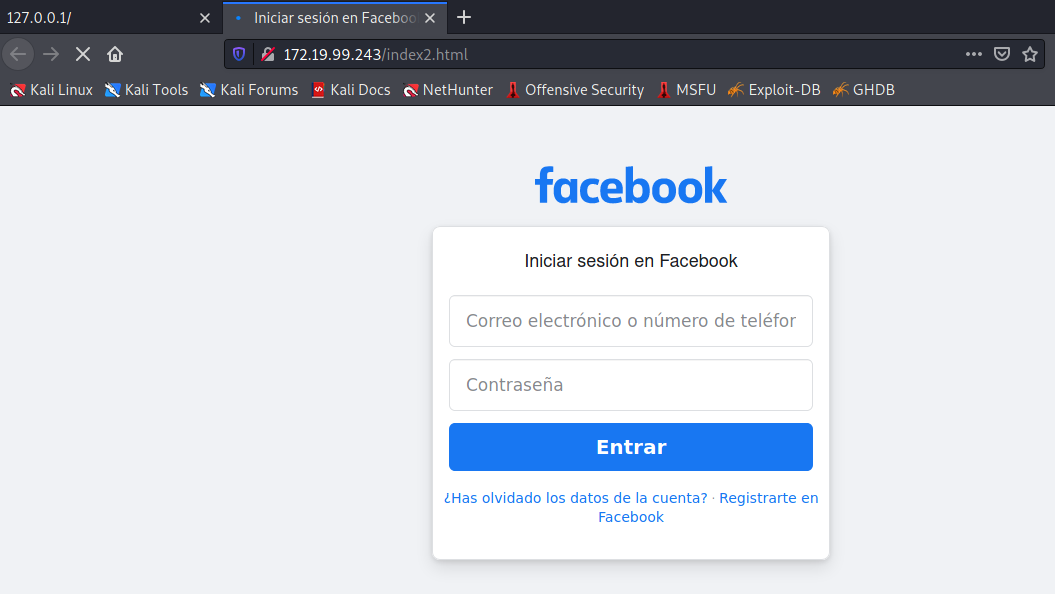 127.0.0.1/
Iniciar sesión en Faceboo
172.19.99.243/index2.html
Kali Linux Kali Tools Kali Forums Kali Docs NetHunter Offensive Security MSFU Exploit-DB GHDB
facebook
Iniciar sesión en Facebook
Correo electrónico o número de teléfor
Contraseña
Entrar
¿Has olvidado los datos de la cuenta? · Registrarte en
Facebook